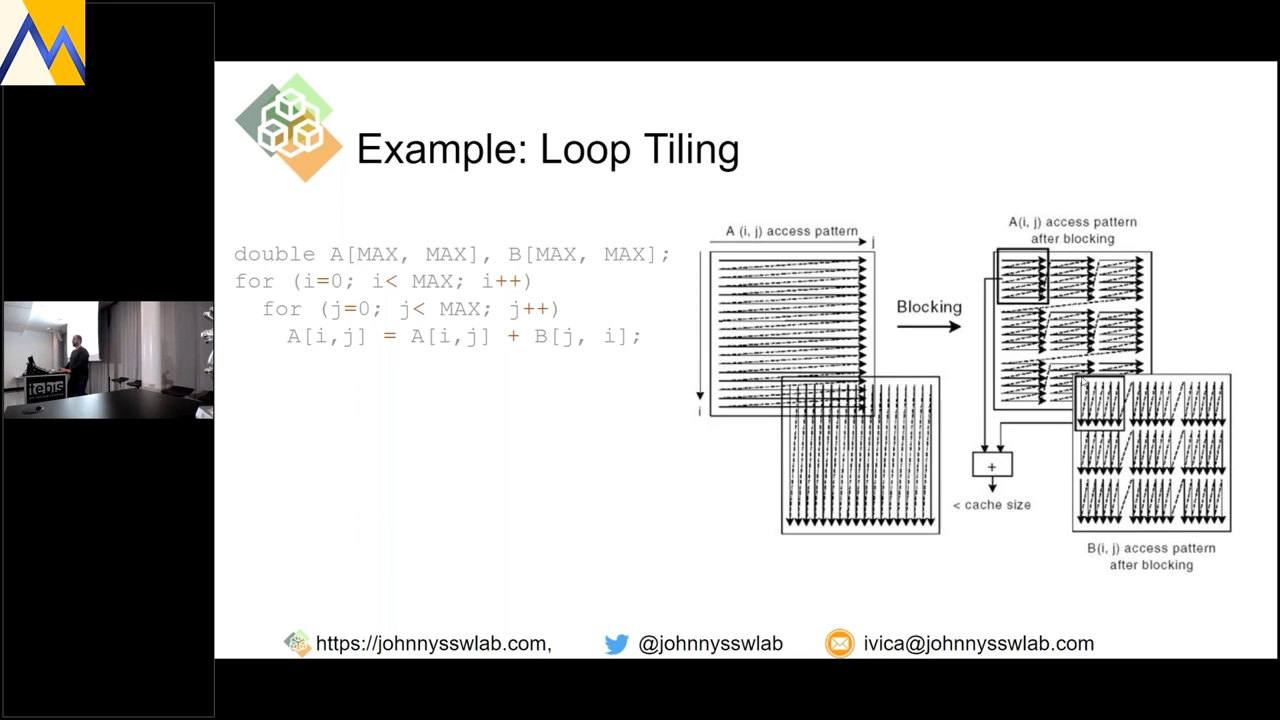 Example: Loop Tiling
double A[MAX, MAX], B[MAX, MAX];
for (i=0; i< MAX; i++)
for (j=0; j< MAX; j++)
A[i,j] = A[i,j] + B[j, i];
A (i, j) access pattern
j
i
Blocking
A(i, j) access pattern
after blocking
+
< cache size
B(i, j) access pattern
after blocking
itebis
https://johnnysswlab.com,
@johnnysswlab
ivica@johnnysswlab.com